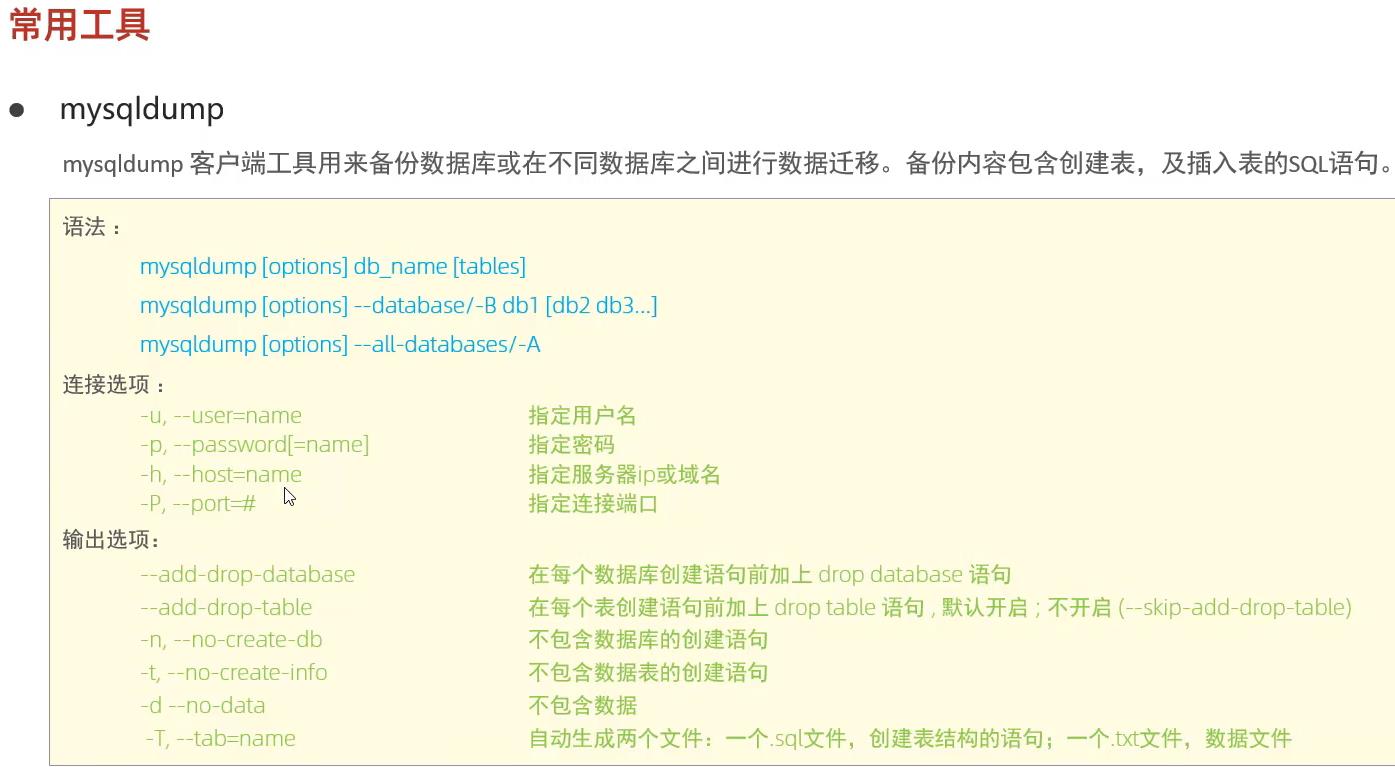 常用工具
● mysqldump
mysqldump 客户端工具用来备份数据库或在不同数据库之间进行数据迁移。备份内容包含创建表，及插入表的SQL语句。
语法：
mysqldump [options] db_name [tables]
mysqldump [options] --database/-B db1 [db2 db3...]
mysqldump [options] --all-databases/-A
连接选项：
-u, --user=name 指定用户名
-p, --password[=name] 指定密码
-h, --host=name 指定服务器ip或域名
-P, --port=# 指定连接端口
输出选项：
--add-drop-database 在每个数据库创建语句前加上 drop database 语句
--add-drop-table 在每个表创建语句前加上 drop table 语句 , 默认开启 ; 不开启 (--skip-add-drop-table)
-n, --no-create-db 不包含数据库的创建语句
-t, --no-create-info 不包含数据表的创建语句
-d --no-data 不包含数据
-T, --tab=name 自动生成两个文件：一个.sql文件，创建表结构的语句；一个.txt文件，数据文件